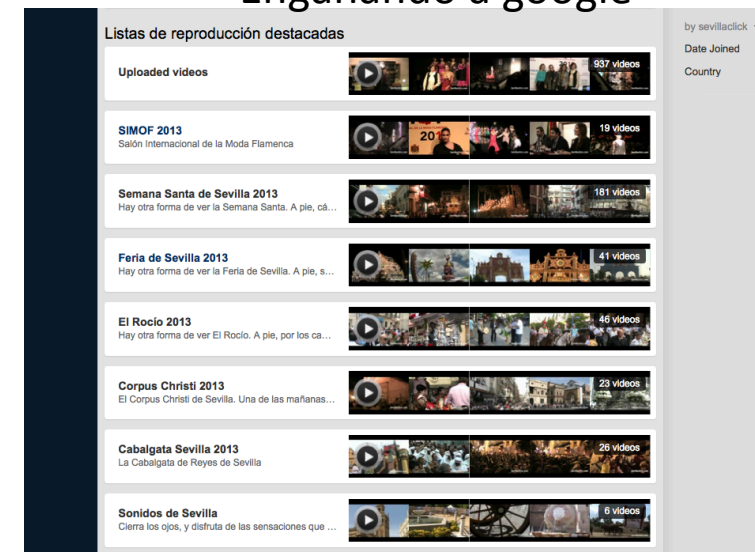 Engañando a google
Listas de reproducción destacadas
by sevillaclick
Date Joined
Country
Uploaded videos
937 videos
SIMOF 2013
Salón Internacional de la Moda Flamenca
19 videos
Semana Santa de Sevilla 2013
Hay otra forma de ver la Semana Santa. A pie, cá...
181 videos
Feria de Sevilla 2013
Hay otra forma de ver la Feria de Sevilla. A pie, s...
41 videos
El Rocío 2013
Hay otra forma de ver El Rocío. A pie, por los ca...
46 videos
Corpus Christi 2013
El Corpus Christi de Sevilla. Una de las mañanas...
23 videos
Cabalgata Sevilla 2013
La Cabalgata de Reyes de Sevilla
26 videos
Sonidos de Sevilla
Cierra los ojos, y disfruta de las sensaciones que ...
6 videos